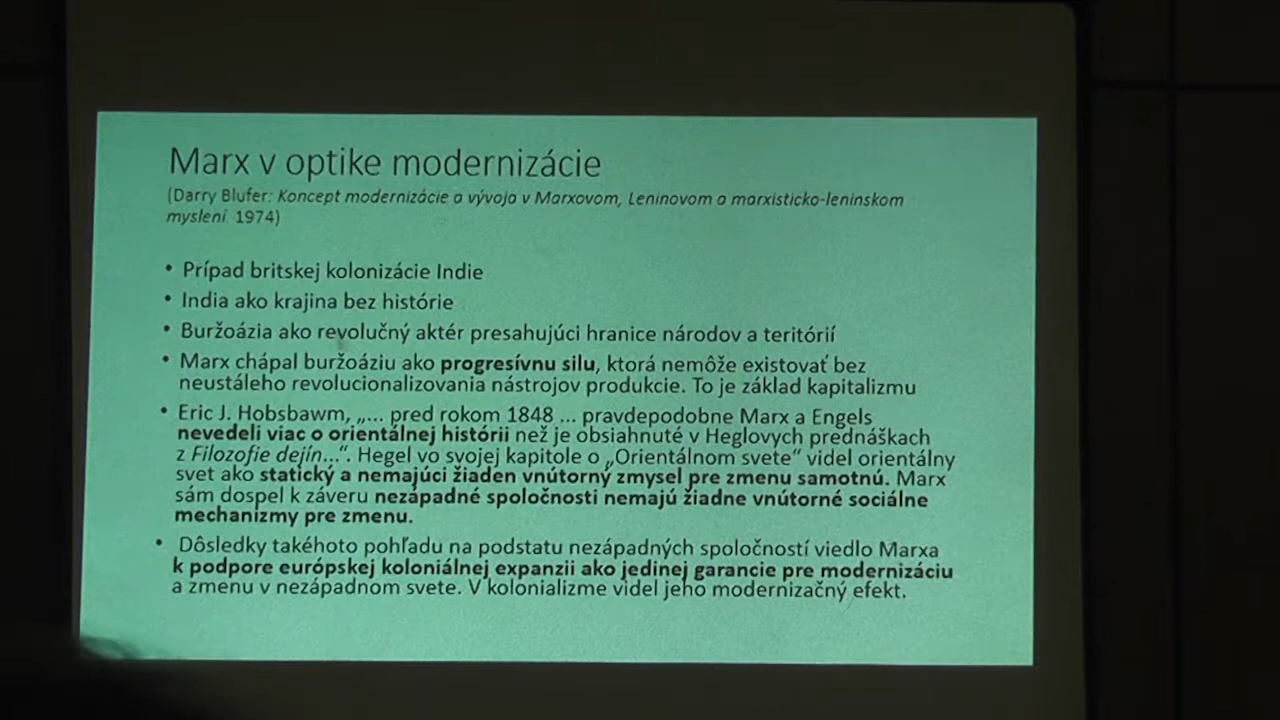 Marx v optike modernizácie
(Darry Blufer: Koncept modernizácie a vývoja v Marxovom, Leninovom a marxisticko-leninskom
myslení. 1974)
• Prípad britskej kolonizácie Indie
• India ako krajina bez histórie
• Buržoázia ako revolučný aktér presahujúci hranice národov a teritórií
• Marx chápal buržoáziu ako progresívnu silu, ktorá nemôže existovať bez
neustáleho revolucionalizovania nástrojov produkcie. To je základ kapitalizmu
• Eric J. Hobsbawm, „... pred rokom 1848 ... pravdepodobne Marx a Engels
nevedeli viac o orientálnej histórii než je obsiahnuté v Heglovych prednáškach
z Filozofie dejín...“. Hegel vo svojej kapitole o „Orientálnom svete“ videl orientálny
svet ako statický a nemajúci žiaden vnútorný zmysel pre zmenu samotnú. Marx
sám dospel k záveru nezápadné spoločnosti nemajú žiadne vnútorné sociálne
mechanizmy pre zmenu.
• Dôsledky takéhoto pohľadu na podstatu nezápadných spoločností viedlo Marxa
k podpore európskej koloniálnej expanzii ako jedinej garancie pre modernizáciu
a zmenu v nezápadnom svete. V kolonializme videl jeho modernizačný efekt.